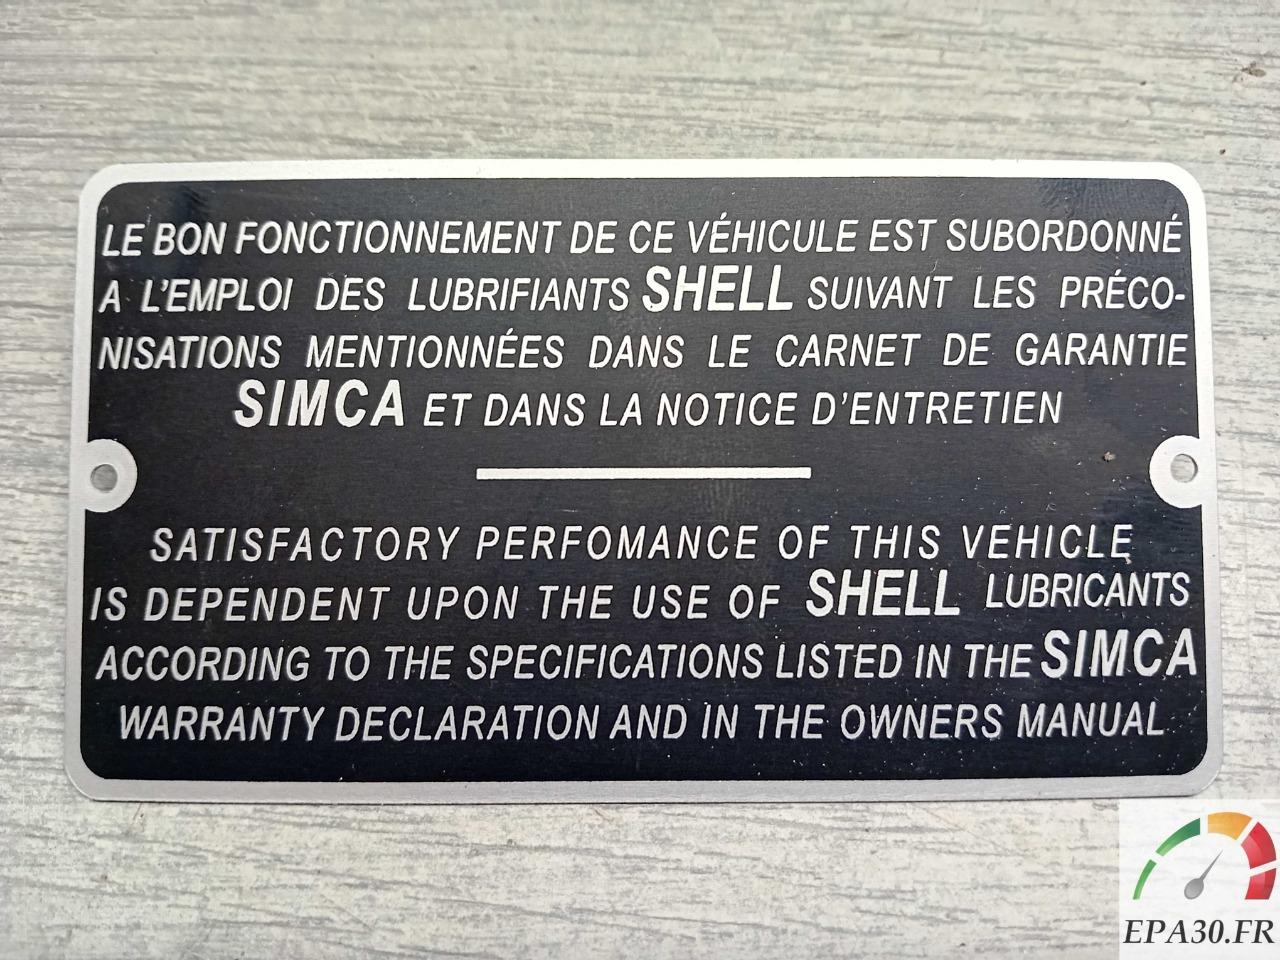 LE BON FONCTIONNEMENT DE CE VÉHICULE EST SUBORDONNÉ
A L'EMPLOI DES LUBRIFIANTS SHELL SUIVANT LES PRÉCO-
NISATIONS MENTIONNÉES DANS LE CARNET DE GARANTIE
SIMCA ET DANS LA NOTICE D'ENTRETIEN
SATISFACTORY PERFOMANCE OF THIS VEHICLE
IS DEPENDENT UPON THE USE OF SHELL LUBRICANTS
ACCORDING TO THE SPECIFICATIONS LISTED IN THE SIMCA
WARRANTY DECLARATION AND IN THE OWNERS MANUAL
EPA30.FR